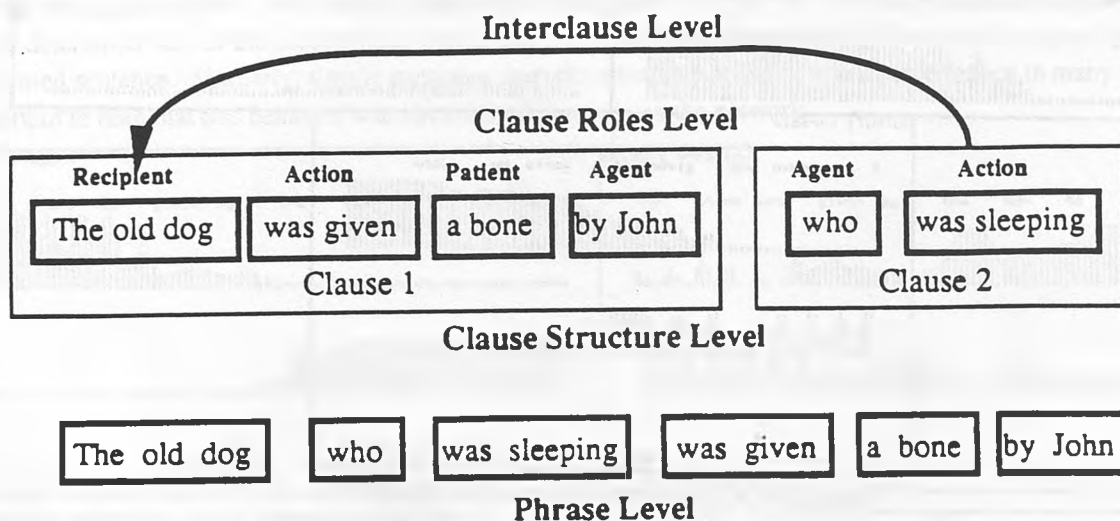 Interclause Level
Clause Roles Level
Recipient Action Patient Agent Agent Action
The old dog was given a bone by John who was sleeping
Clause 1 Clause 2
Clause Structure Level
The old dog who was sleeping was given a bone by John
Phrase Level